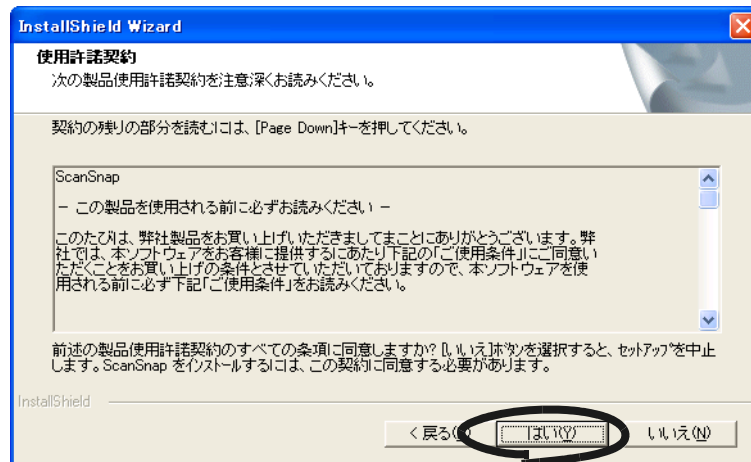 InstallShield Wizard
使用許諾契約
次の製品使用許諾契約を注意深くお読みください。
契約の残りの部分を読むには、[Page Down]キーを押してください。
ScanSnap
－ この製品を使用される前に必ずお読みください －
このたびは、弊社製品をお買い上げいただきましてまことにありがとうございます。弊
社では、本ソフトウェアをお客様に提供するにあたり下記の「ご使用条件」にご同意い
ただくことをお買い上げの条件とさせていただいておりますので、本ソフトウェアを使
用される前に必ず下記「ご使用条件」をお読みください。
前述の製品使用許諾契約のすべての条項に同意しますか? [いいえ]ボタンを選択すると、セットアップを中止
します。ScanSnap をインストールするには、この契約に同意する必要があります。
InstallShield
< 戻る( はい(Y) いいえ(N)